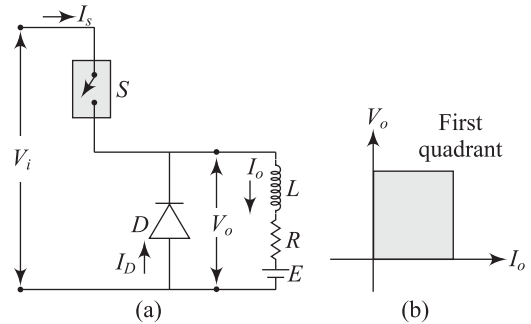 I_s
S
V_i
I_o
L
D
V_o
R
I_D
E
(a)
V_o
First
quadrant
I_o
(b)